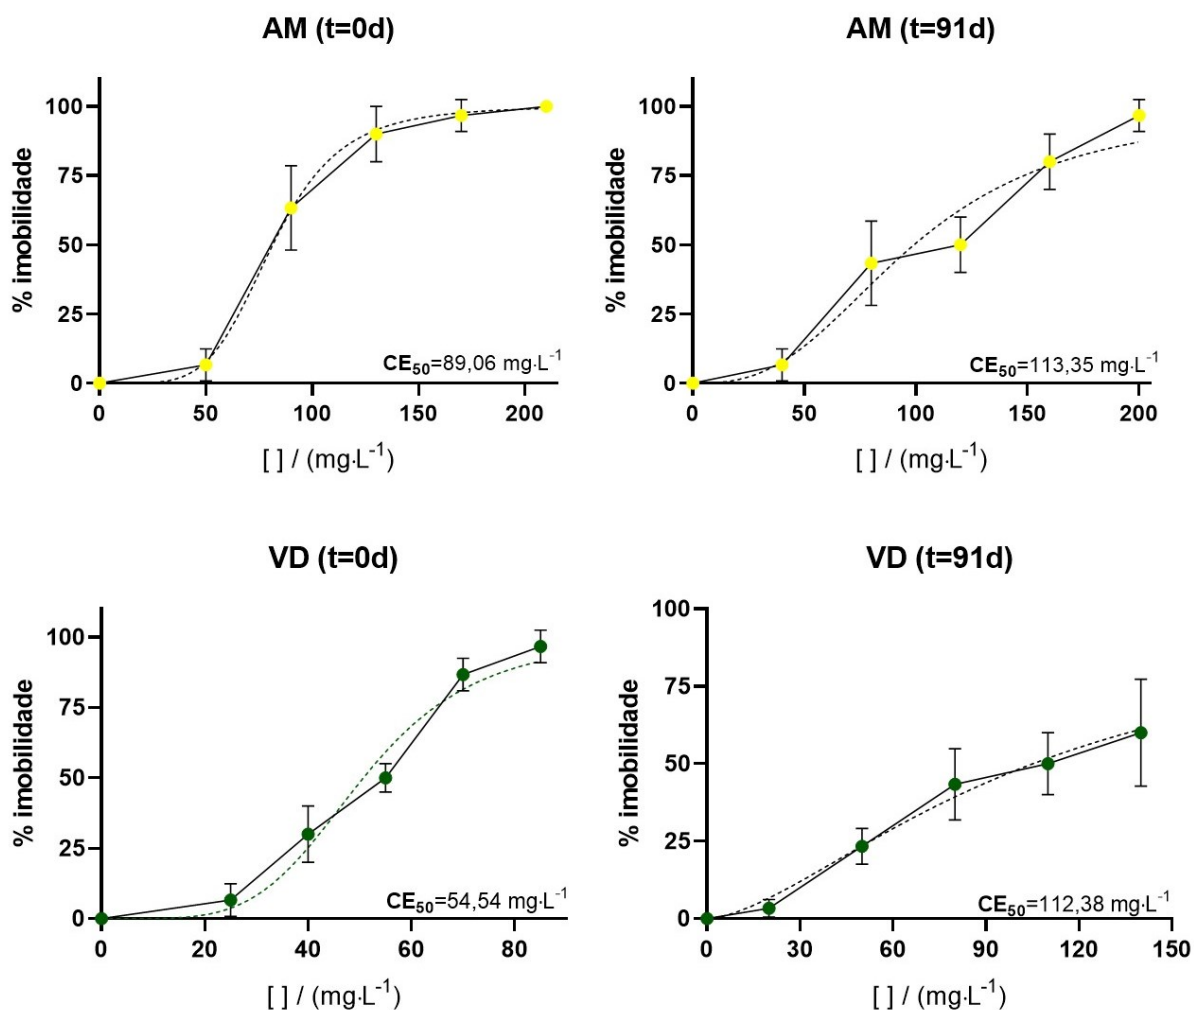 AM (t=0d)
% imobilidade
100
75
50
25
0
CE₅₀=89,06 mg·L⁻¹
0 50 100 150 200
[ ] / (mg·L⁻¹)
AM (t=91d)
% imobilidade
100
75
50
25
0
CE₅₀=113,35 mg·L⁻¹
0 50 100 150 200
[ ] / (mg·L⁻¹)
VD (t=0d)
% imobilidade
100
75
50
25
0
CE₅₀=54,54 mg·L⁻¹
0 20 40 60 80
[ ] / (mg·L⁻¹)
VD (t=91d)
% imobilidade
100
75
50
25
0
CE₅₀=112,38 mg·L⁻¹
0 30 60 90 120 150
[ ] / (mg·L⁻¹)